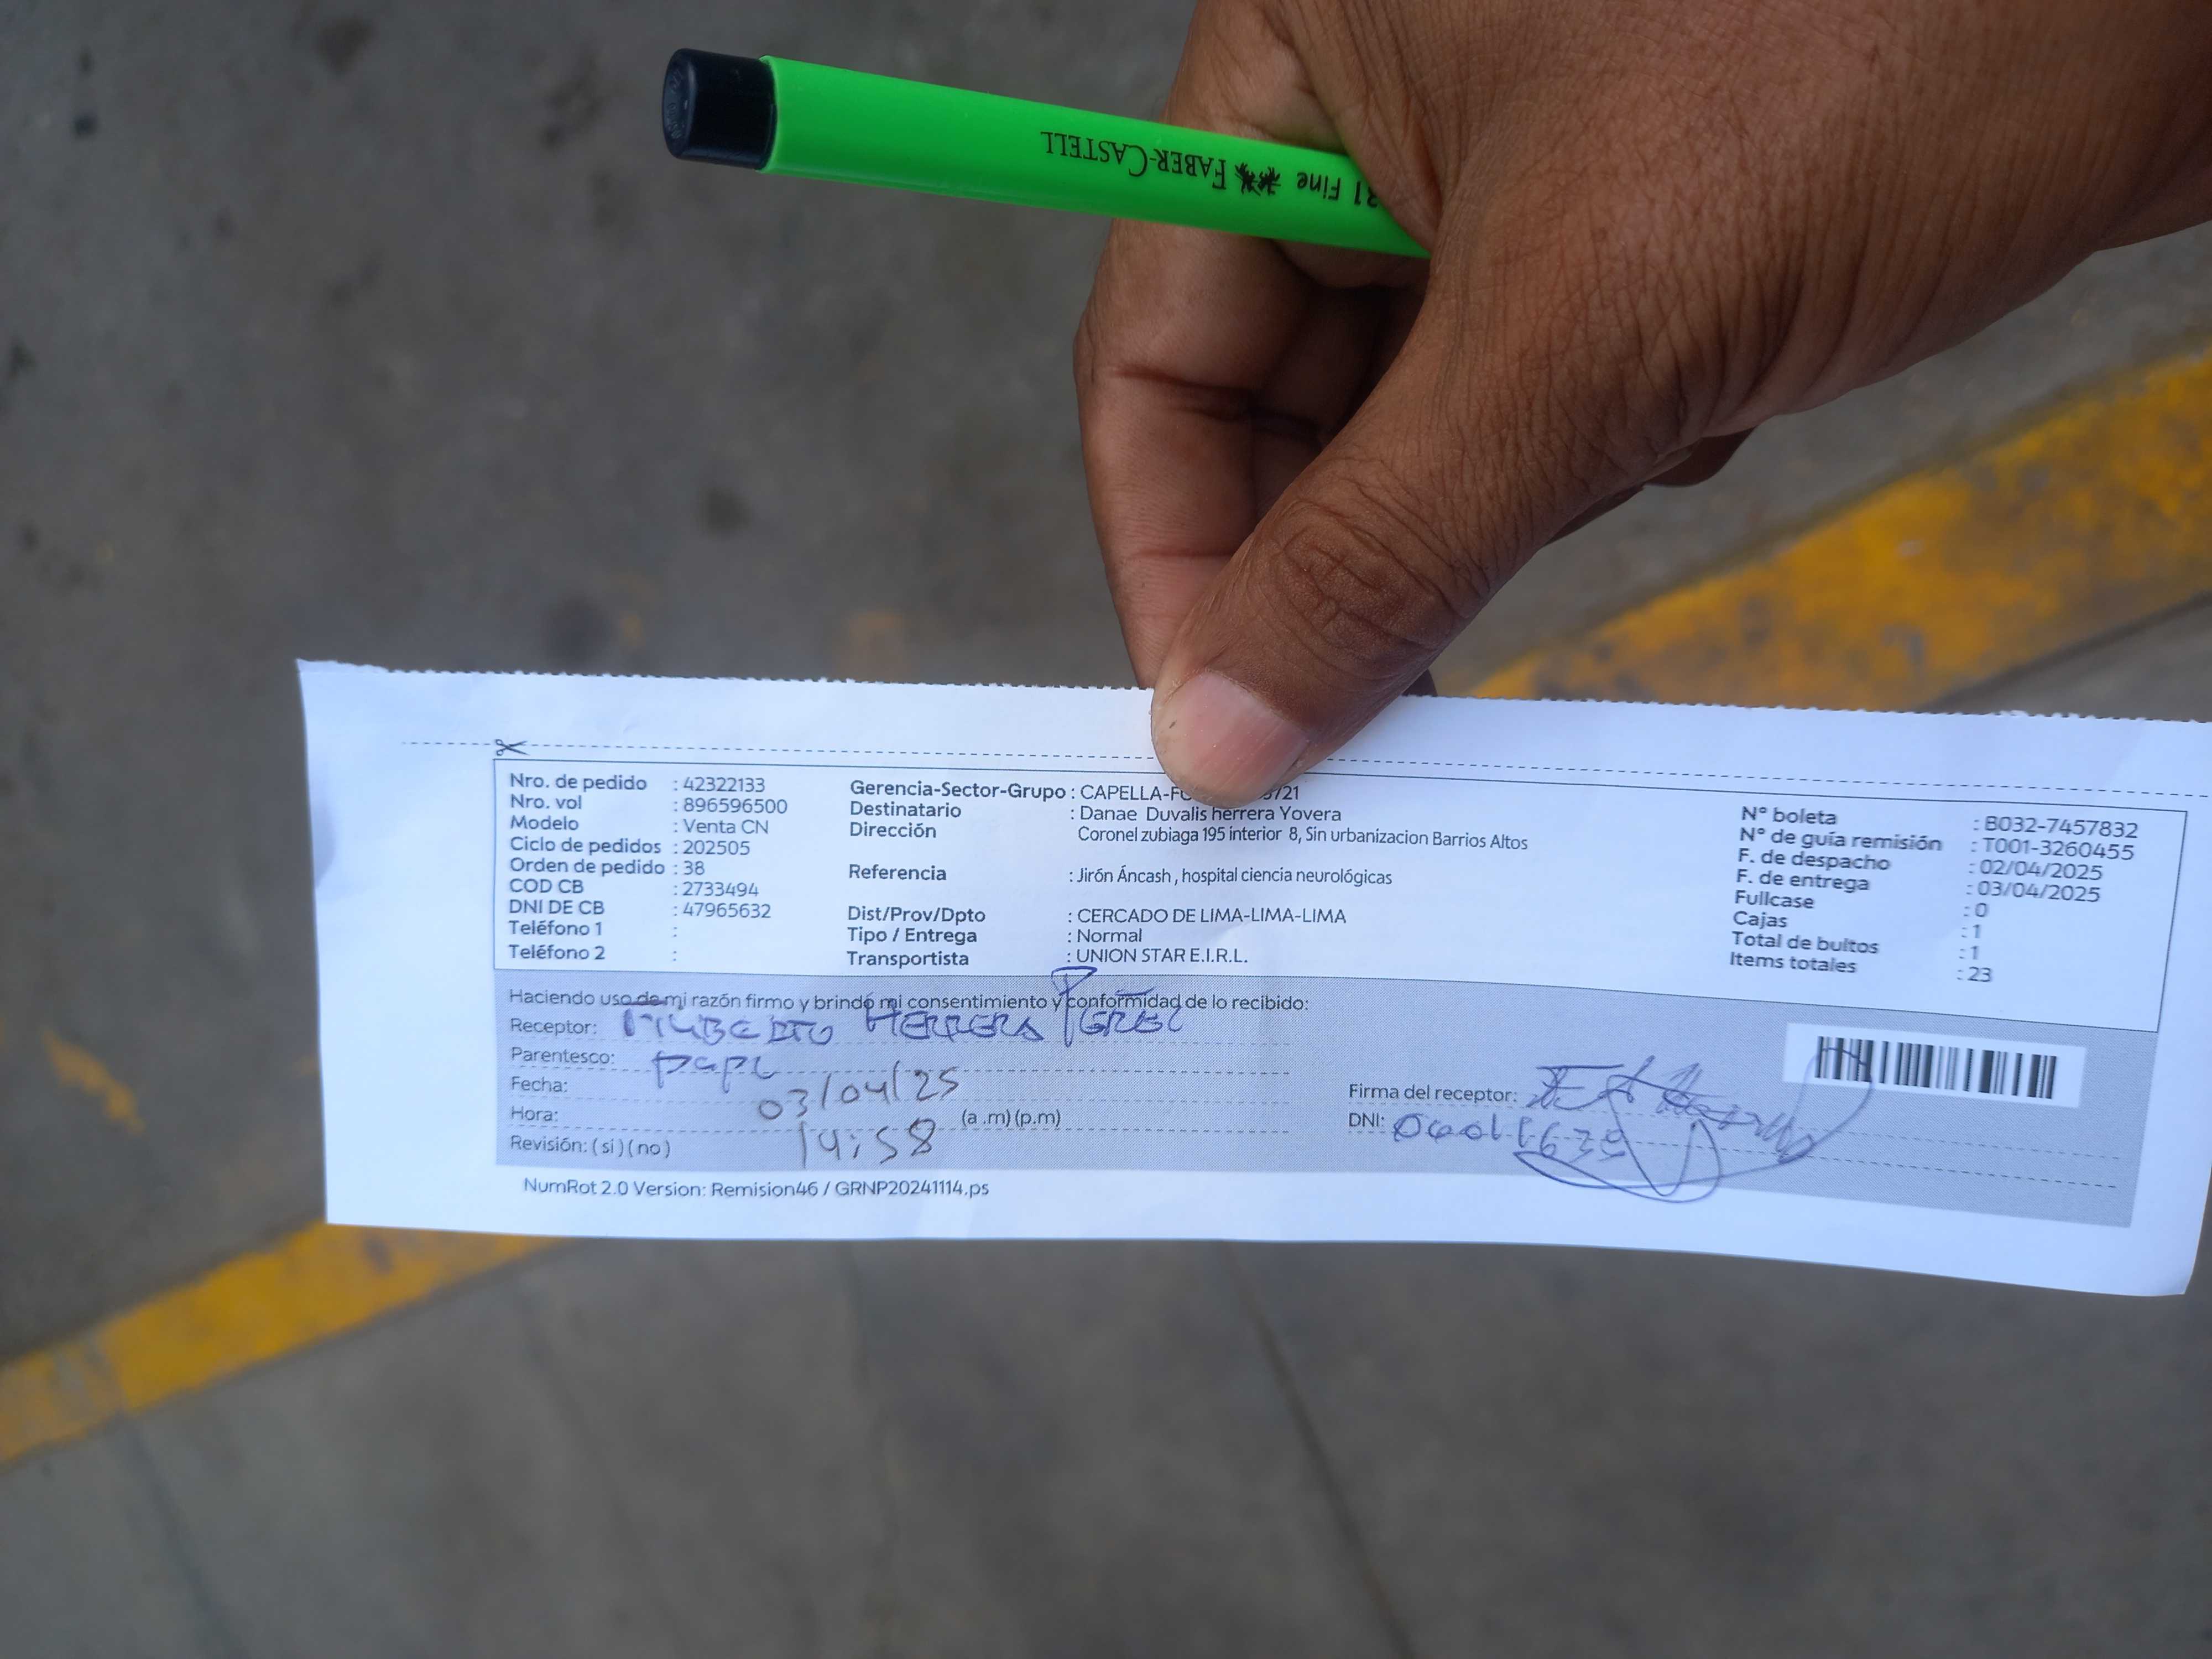 31 Fine FABER-CASTELL
Nro. de pedido : 42322133
Nro. vol : 896596500
Modelo : Venta CN
Ciclo de pedidos : 202505
Orden de pedido : 38
COD CB : 2733494
DNI DE CB : 47965632
Teléfono 1 :
Teléfono 2 :
Gerencia-Sector-Grupo : CAPELLA-
Destinatario : Danae Duvalis herrera Yovera
Dirección Coronel zubiaga 195 interior 8, Sin urbanizacion Barrios Altos
Referencia : Jirón Áncash , hospital ciencia neurológicas
Dist/Prov/Dpto : CERCADO DE LIMA-LIMA-LIMA
Tipo / Entrega : Normal
Transportista : UNION STAR E.I.R.L.
N° boleta : B032-7457832
N° de guía remisión : T001-3260455
F. de despacho : 02/04/2025
F. de entrega : 03/04/2025
Fullcase : 0
Cajas : 1
Total de bultos : 1
Items totales : 23
Haciendo uso de mi razón firmo y brindo mi consentimiento y conformidad de lo recibido:
Receptor: HERRERA
Parentesco: papa
Fecha: 03/04/25
Hora: 14:58 (a .m) (p.m)
Revisión: ( si ) ( no )
Firma del receptor:
DNI:
NumRot 2.0 Version: Remision46 / GRNP20241114.ps